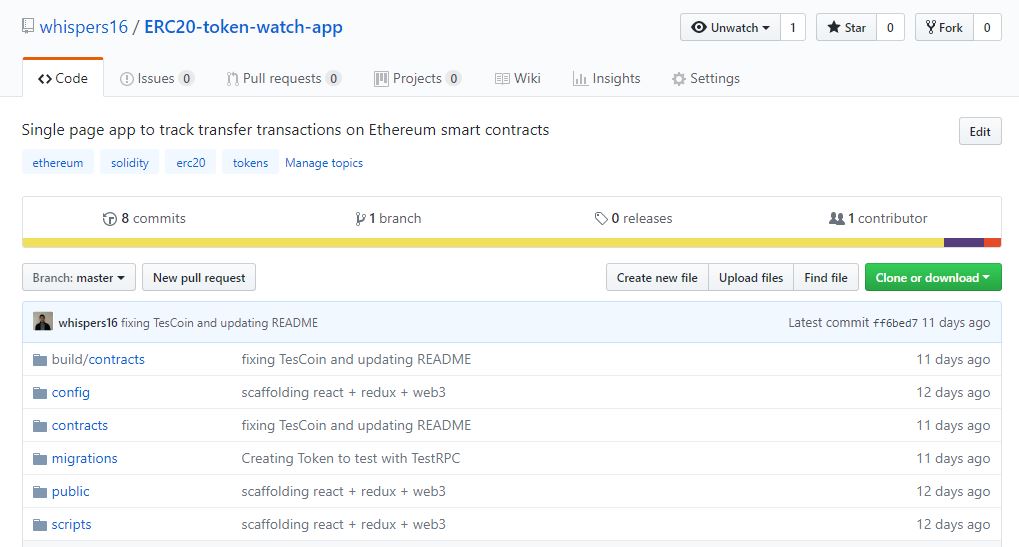 whispers16 / ERC20-token-watch-app Unwatch 1 Star 0 Fork 0
Code Issues 0 Pull requests 0 Projects 0 Wiki Insights Settings
Single page app to track transfer transactions on Ethereum smart contracts Edit
ethereum solidity erc20 tokens Manage topics
8 commits 1 branch 0 releases 1 contributor
Branch: master New pull request Create new file Upload files Find file Clone or download
whispers16 fixing TesCoin and updating README Latest commit ff6bed7 11 days ago
build/contracts fixing TesCoin and updating README 11 days ago
config scaffolding react + redux + web3 12 days ago
contracts fixing TesCoin and updating README 11 days ago
migrations Creating Token to test with TestRPC 11 days ago
public scaffolding react + redux + web3 12 days ago
scripts scaffolding react + redux + web3 12 days ago